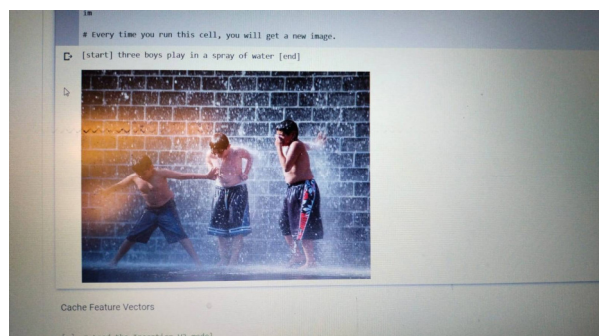 im
# Every time you run this cell, you will get a new image.
[start] three boys play in a spray of water [end]
Cache Feature Vectors